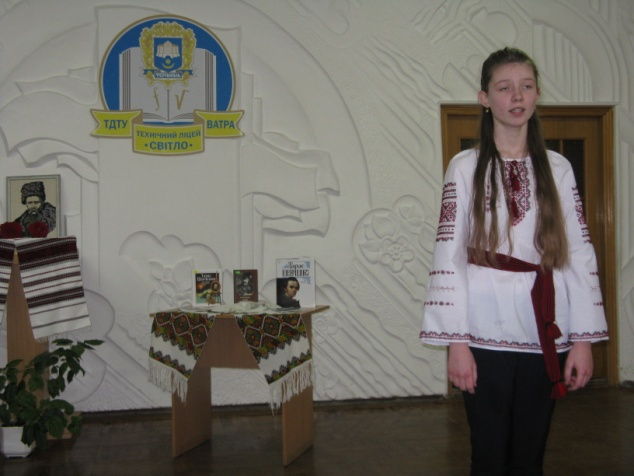 ТДТУ
ВАТРА
ТЕХНІЧНИЙ ЛІЦЕЙ
•СВІТЛО•
Тарас
ШЕВЧЕНКО